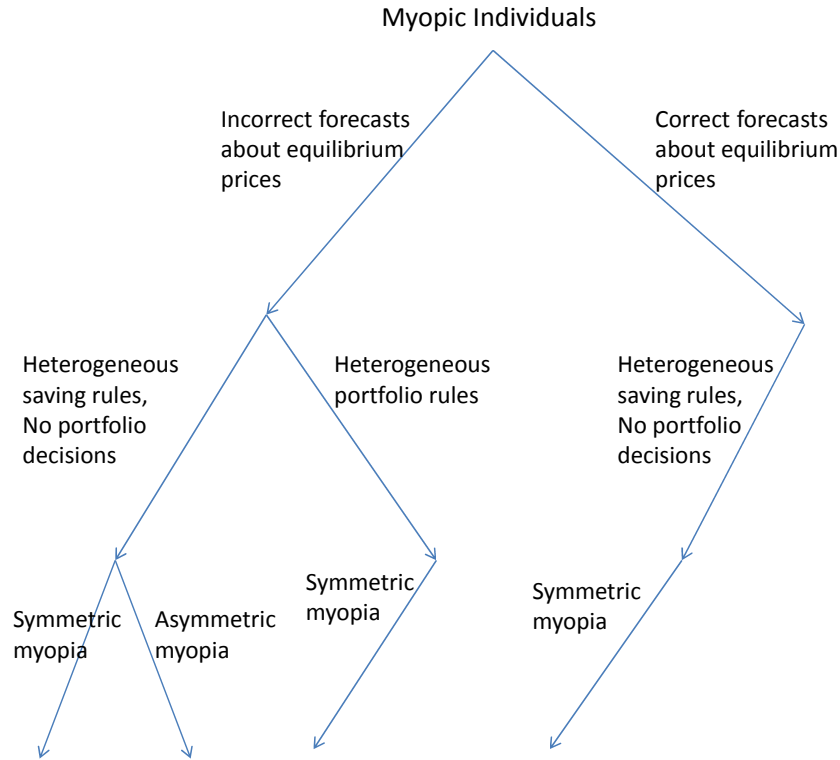 Myopic Individuals
Incorrect forecasts
about equilibrium
prices
Correct forecasts
about equilibrium
prices
Heterogeneous
saving rules,
No portfolio
decisions
Heterogeneous
portfolio rules
Heterogeneous
saving rules,
No portfolio
decisions
Symmetric
myopia
Asymmetric
myopia
Symmetric
myopia
Symmetric
myopia